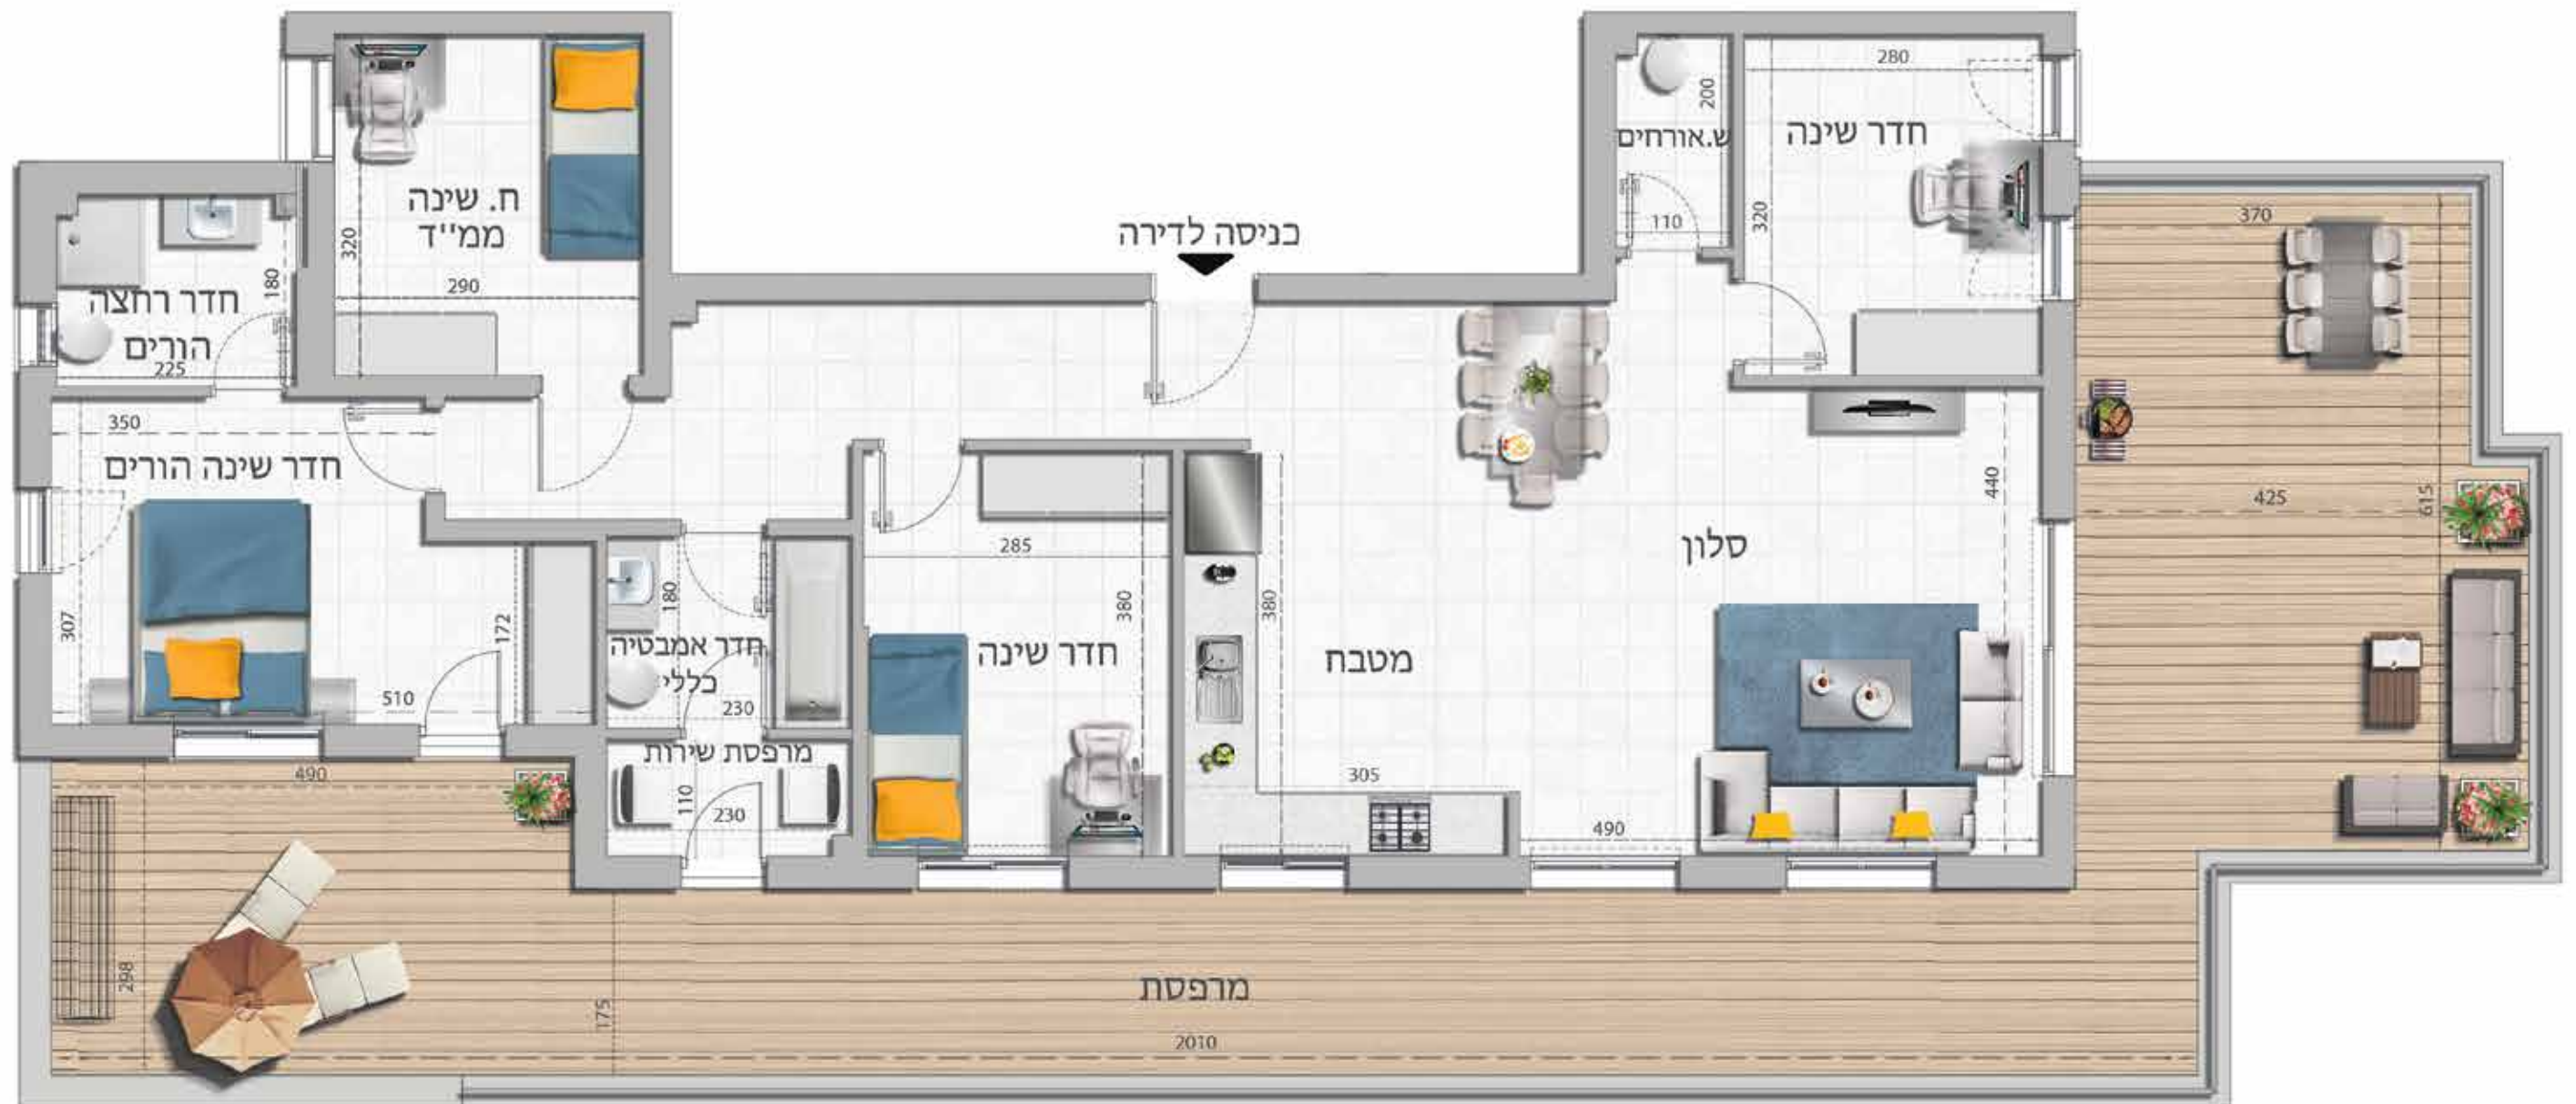 280
200
ש.אורחים
חדר שינה
110
320
370
425
615
כניסה לדירה
ח. שינה
ממ"ד
320
290
180
חדר רחצה
הורים
225
350
חדר שינה הורים
307
510
172
180
חדר אמבטיה
כללי
230
מרפסת שירות
110
230
285
380
חדר שינה
380
מטבח
305
סלון
440
490
490
298
175
מרפסת
2010